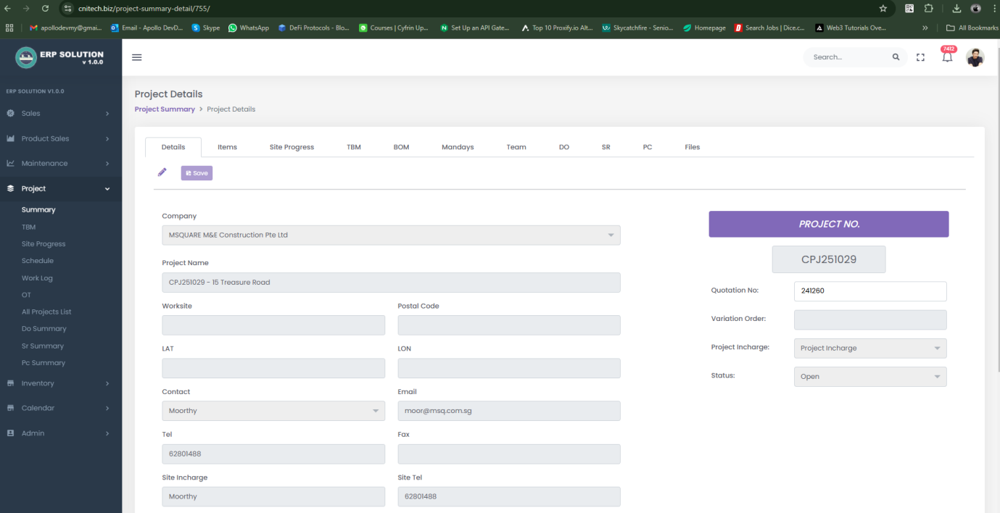 cnitech.biz/project-summary-detail/755/
apollodevmy@gmai... Email - Apollo DevD... Skype WhatsApp DeFi Protocols - Blo... Courses | Cyfrin Up... Set Up an API Gate... Top 10 Proxify.io Alt... Skycatchfire - Senio... Homepage Search Jobs | Dice.c... Web3 Tutorials Ove... » All Bookmarks
ERP SOLUTION
v 1.0.0
Search...
7412
ERP SOLUTION V1.0.0
Sales
Product Sales
Maintenance
Project
Summary
TBM
Site Progress
Schedule
Work Log
OT
All Projects List
Do Summary
Sr Summary
Pc Summary
Inventory
Calendar
Admin
Project Details
Project Summary > Project Details
Details Items Site Progress TBM BOM Mandays Team DO SR PC Files
Save
Company
MSQUARE M&E Construction Pte Ltd
Project Name
CPJ251029 - 15 Treasure Road
Worksite Postal Code
LAT LON
Contact Email
Moorthy moor@msq.com.sg
Tel Fax
62801488
Site Incharge Site Tel
Moorthy 62801488
PROJECT NO.
CPJ251029
Quotation No: 241260
Variation Order:
Project Incharge: Project Incharge
Status: Open